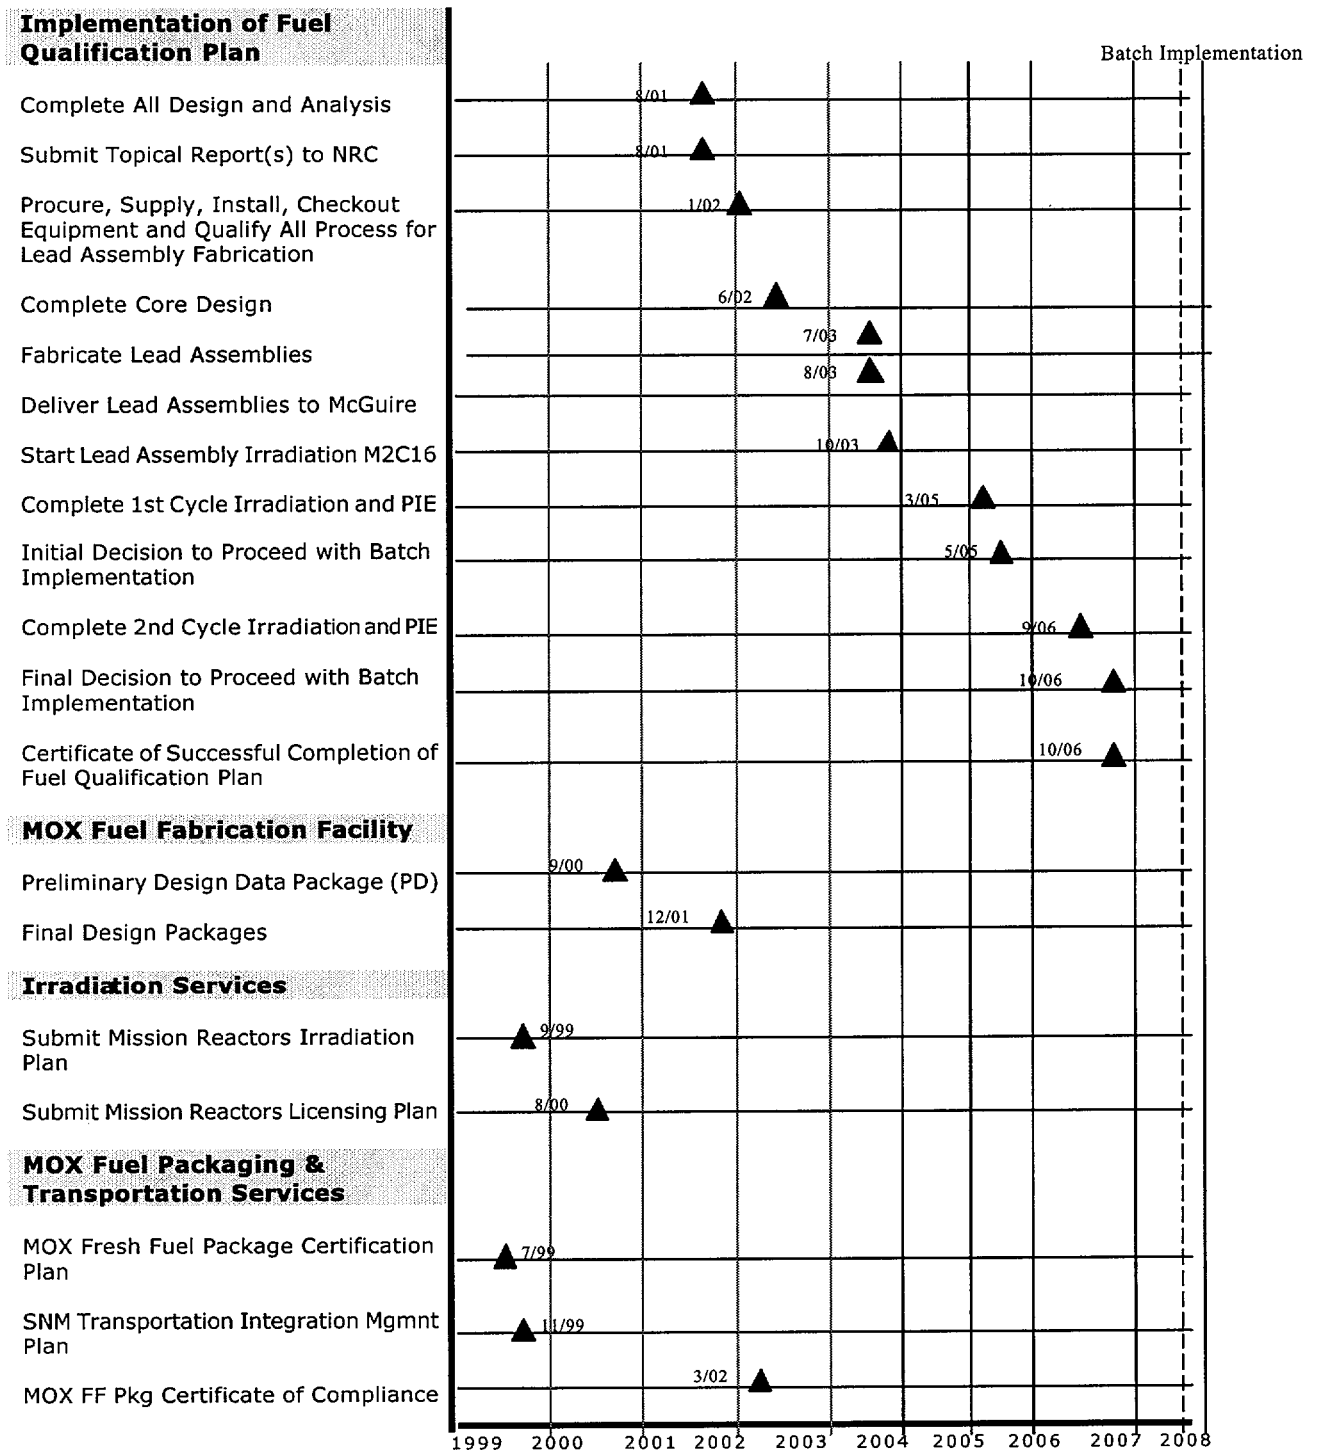 Implementation of Fuel
Qualification Plan
Batch Implementation
Complete All Design and Analysis
8/01
Submit Topical Report(s) to NRC
8/01
Procure, Supply, Install, Checkout
Equipment and Qualify All Process for
Lead Assembly Fabrication
1/02
Complete Core Design
6/02
7/03
Fabricate Lead Assemblies
8/03
Deliver Lead Assemblies to McGuire
10/03
Start Lead Assembly Irradiation M2C16
Complete 1st Cycle Irradiation and PIE
3/05
Initial Decision to Proceed with Batch
Implementation
5/05
Complete 2nd Cycle Irradiation and PIE
9/06
Final Decision to Proceed with Batch
Implementation
10/06
Certificate of Successful Completion of
Fuel Qualification Plan
10/06
MOX Fuel Fabrication Facility
Preliminary Design Data Package (PD)
9/00
Final Design Packages
12/01
Irradiation Services
Submit Mission Reactors Irradiation
Plan
9/99
Submit Mission Reactors Licensing Plan
8/00
MOX Fuel Packaging &
Transportation Services
MOX Fresh Fuel Package Certification
Plan
7/99
SNM Transportation Integration Mgmnt
Plan
11/99
MOX FF Pkg Certificate of Compliance
3/02
1999 2000 2001 2002 2003 2004 2005 2006 2007 2008